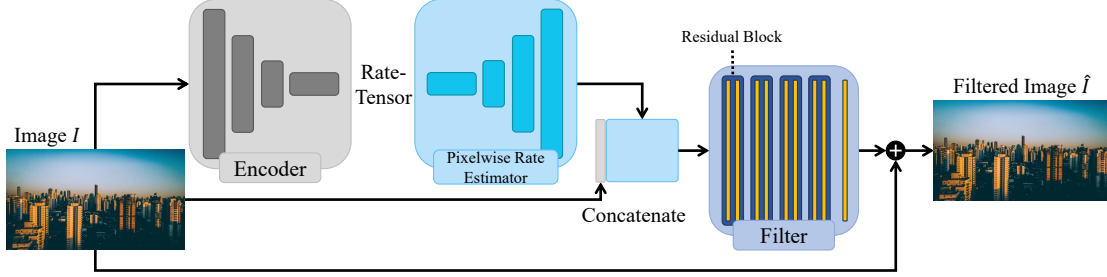 Image I
Encoder
Rate-
Tensor
Pixelwise Rate
Estimator
Concatenate
Residual Block
Filter
Filtered Image Î